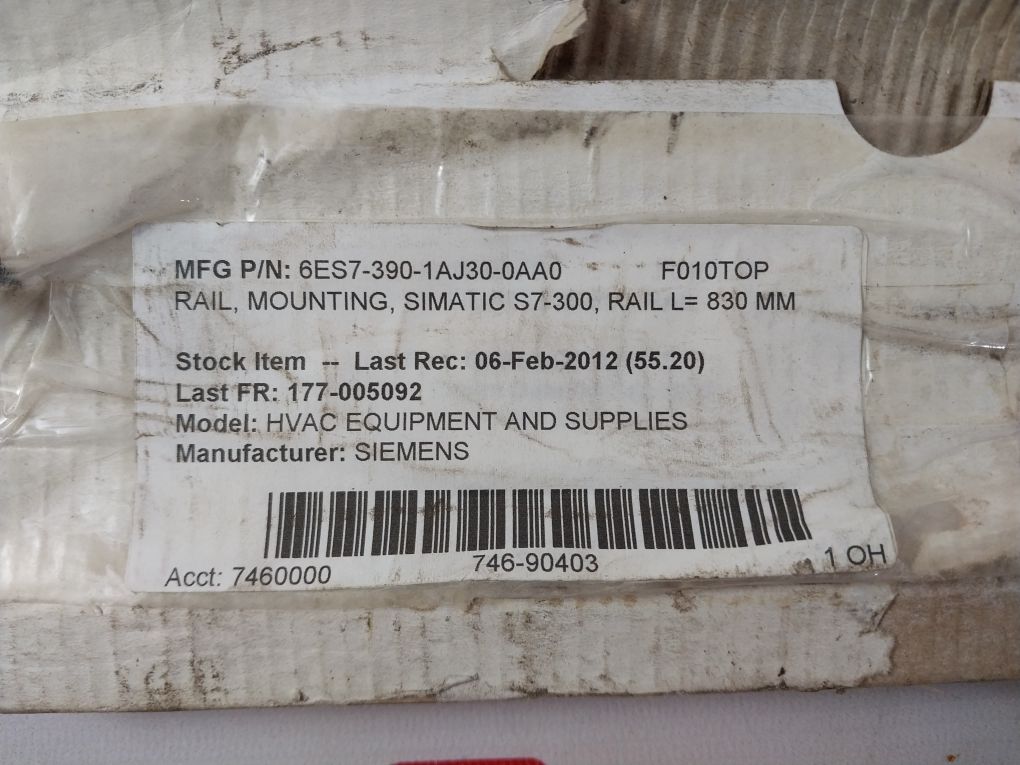 MFG P/N: 6ES7-390-1AJ30-0AA0 F010TOP
RAIL, MOUNTING, SIMATIC S7-300, RAIL L= 830 MM
Stock Item -- Last Rec: 06-Feb-2012 (55.20)
Last FR: 177-005092
Model: HVAC EQUIPMENT AND SUPPLIES
Manufacturer: SIEMENS
746-90403
Acct: 7460000
1 OH